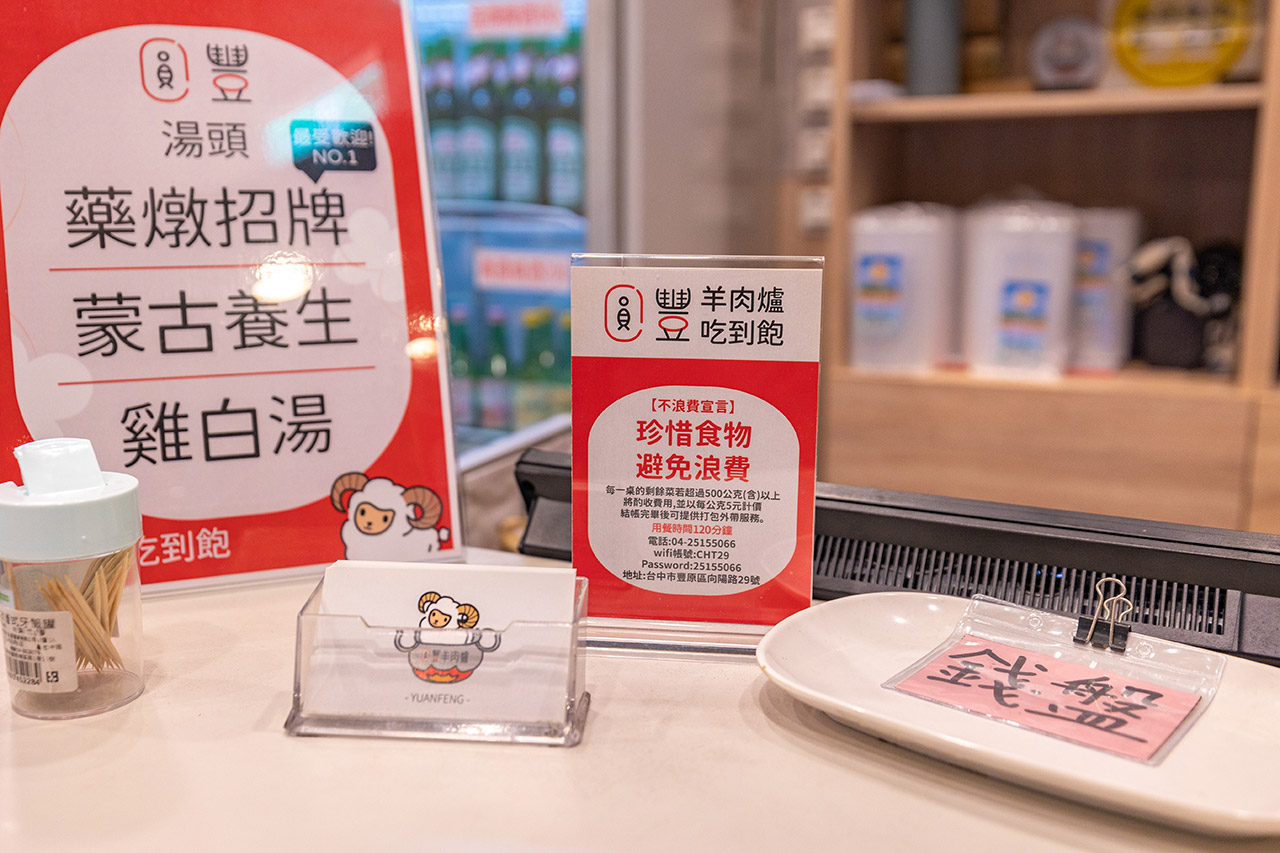 員 豐
湯頭
最受歡迎!
NO.1
藥燉招牌
蒙古養生
雞白湯
吃到飽
員 豐 羊肉爐
吃到飽
【不浪費宣言】
珍惜食物
避免浪費
每一桌的剩餘菜若超過500公克(含)以上
將酌收費用,並以每公克5元計價
結帳完畢後可提供打包外帶服務。
用餐時間120分鐘
電話:04-25155066
wifi帳號:CHT29
Password:25155066
地址:台中市豐原區向陽路29號
豐羊肉爐
- YUANFENG -
錢盤